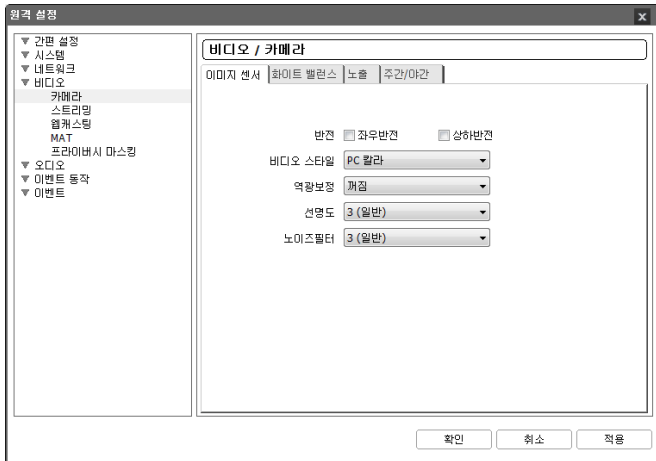 원격 설정
x
▼ 간편 설정
▼ 시스템
▼ 네트워크
▼ 비디오
카메라
스트리밍
웹캐스팅
MAT
프라이버시 마스킹
▼ 오디오
▼ 이벤트 동작
▼ 이벤트
비디오 / 카메라
이미지 센서 화이트 밸런스 노출 주간/야간
반전 좌우반전 상하반전
비디오 스타일 PC 칼라
역광보정 꺼짐
선명도 3 (일반)
노이즈필터 3 (일반)
확인 취소 적용